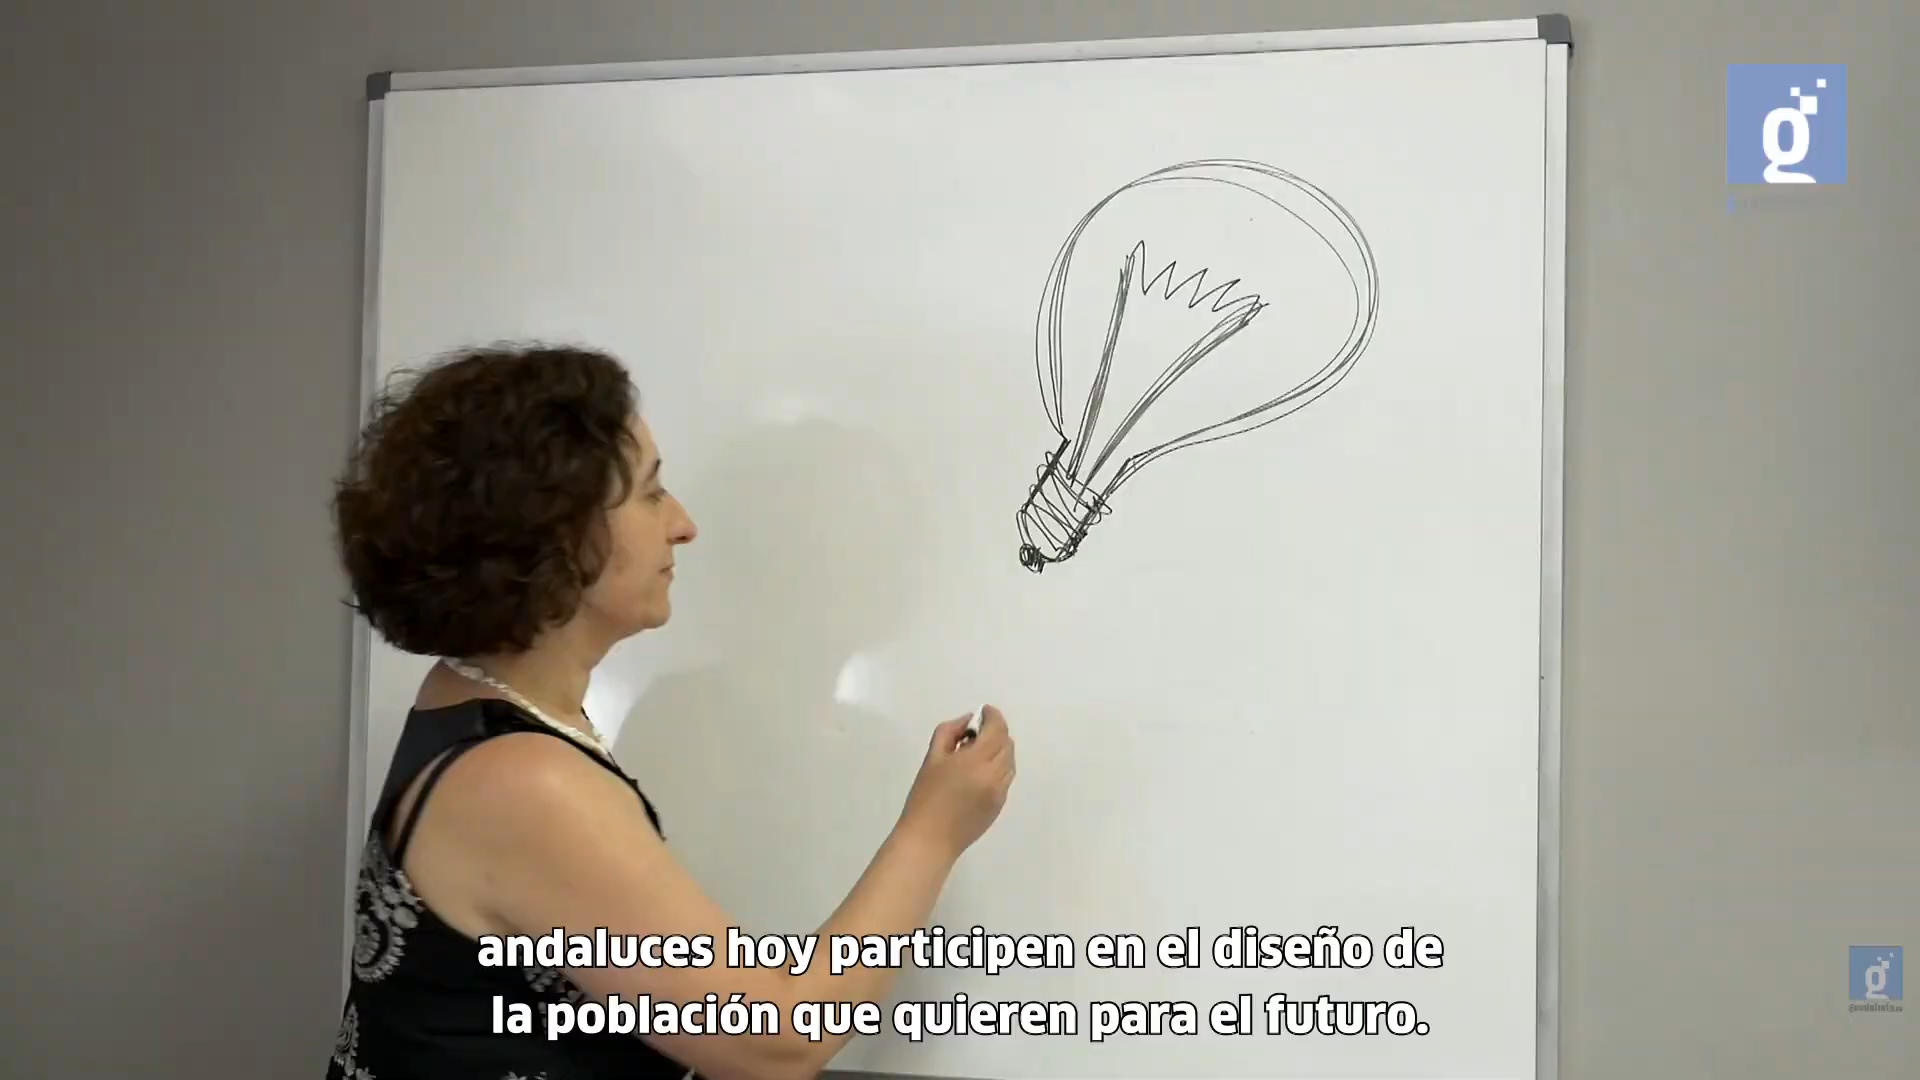 g
andaluces hoy participen en el diseño de
la población que quieren para el futuro.
g